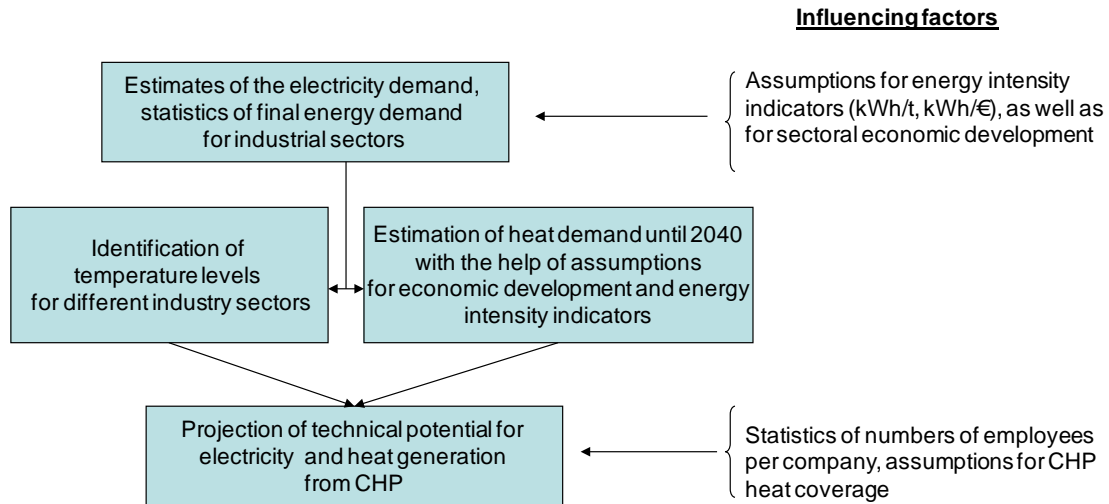 Influencing factors
Estimates of the electricity demand,
statistics of final energy demand
for industrial sectors
Assumptions for energy intensity
indicators (kWh/t, kWh/€), as well as
for sectoral economic development
Identification of
temperature levels
for different industry sectors
Estimation of heat demand until 2040
with the help of assumptions
for economic development and energy
intensity indicators
Projection of technical potential for
electricity and heat generation
from CHP
Statistics of numbers of employees
per company, assumptions for CHP
heat coverage